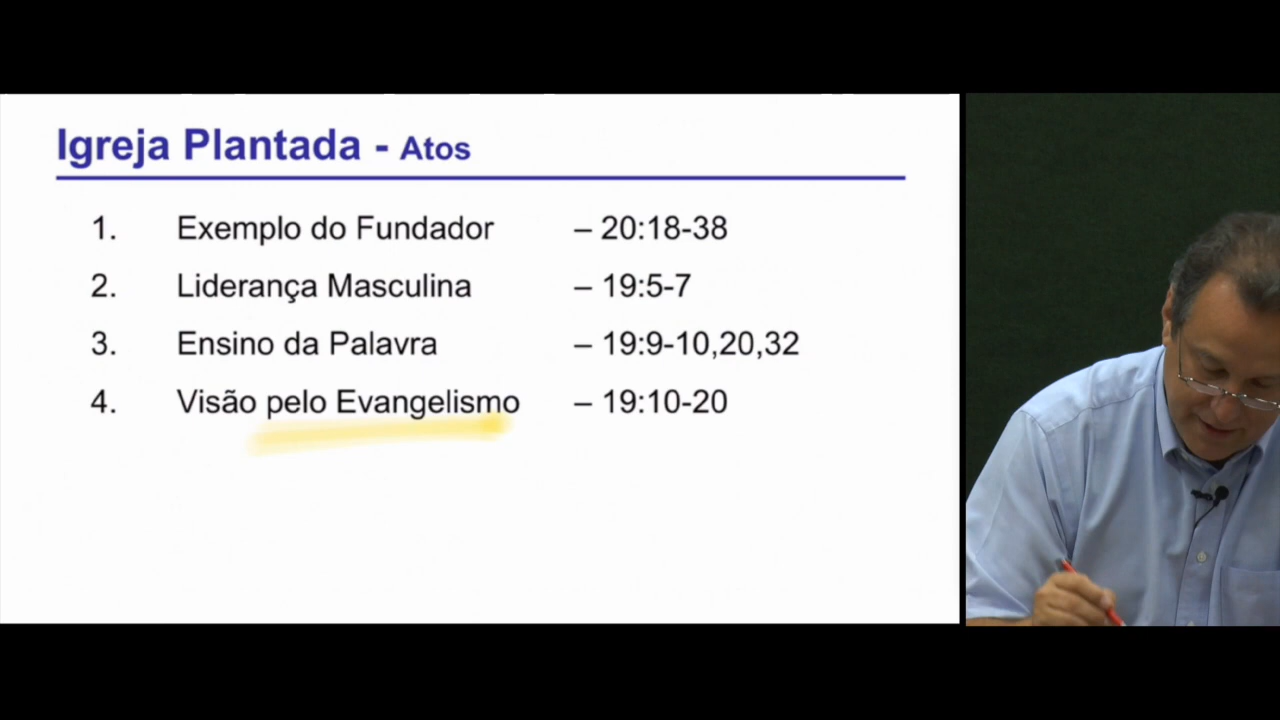 Igreja Plantada - Atos
1. Exemplo do Fundador – 20:18-38
2. Liderança Masculina – 19:5-7
3. Ensino da Palavra – 19:9-10,20,32
4. Visão pelo Evangelismo – 19:10-20